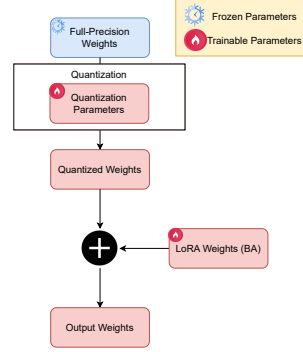 Frozen Parameters
Trainable Parameters
Full-Precision
Weights
Quantization
Quantization
Parameters
Quantized Weights
LoRA Weights (BA)
Output Weights